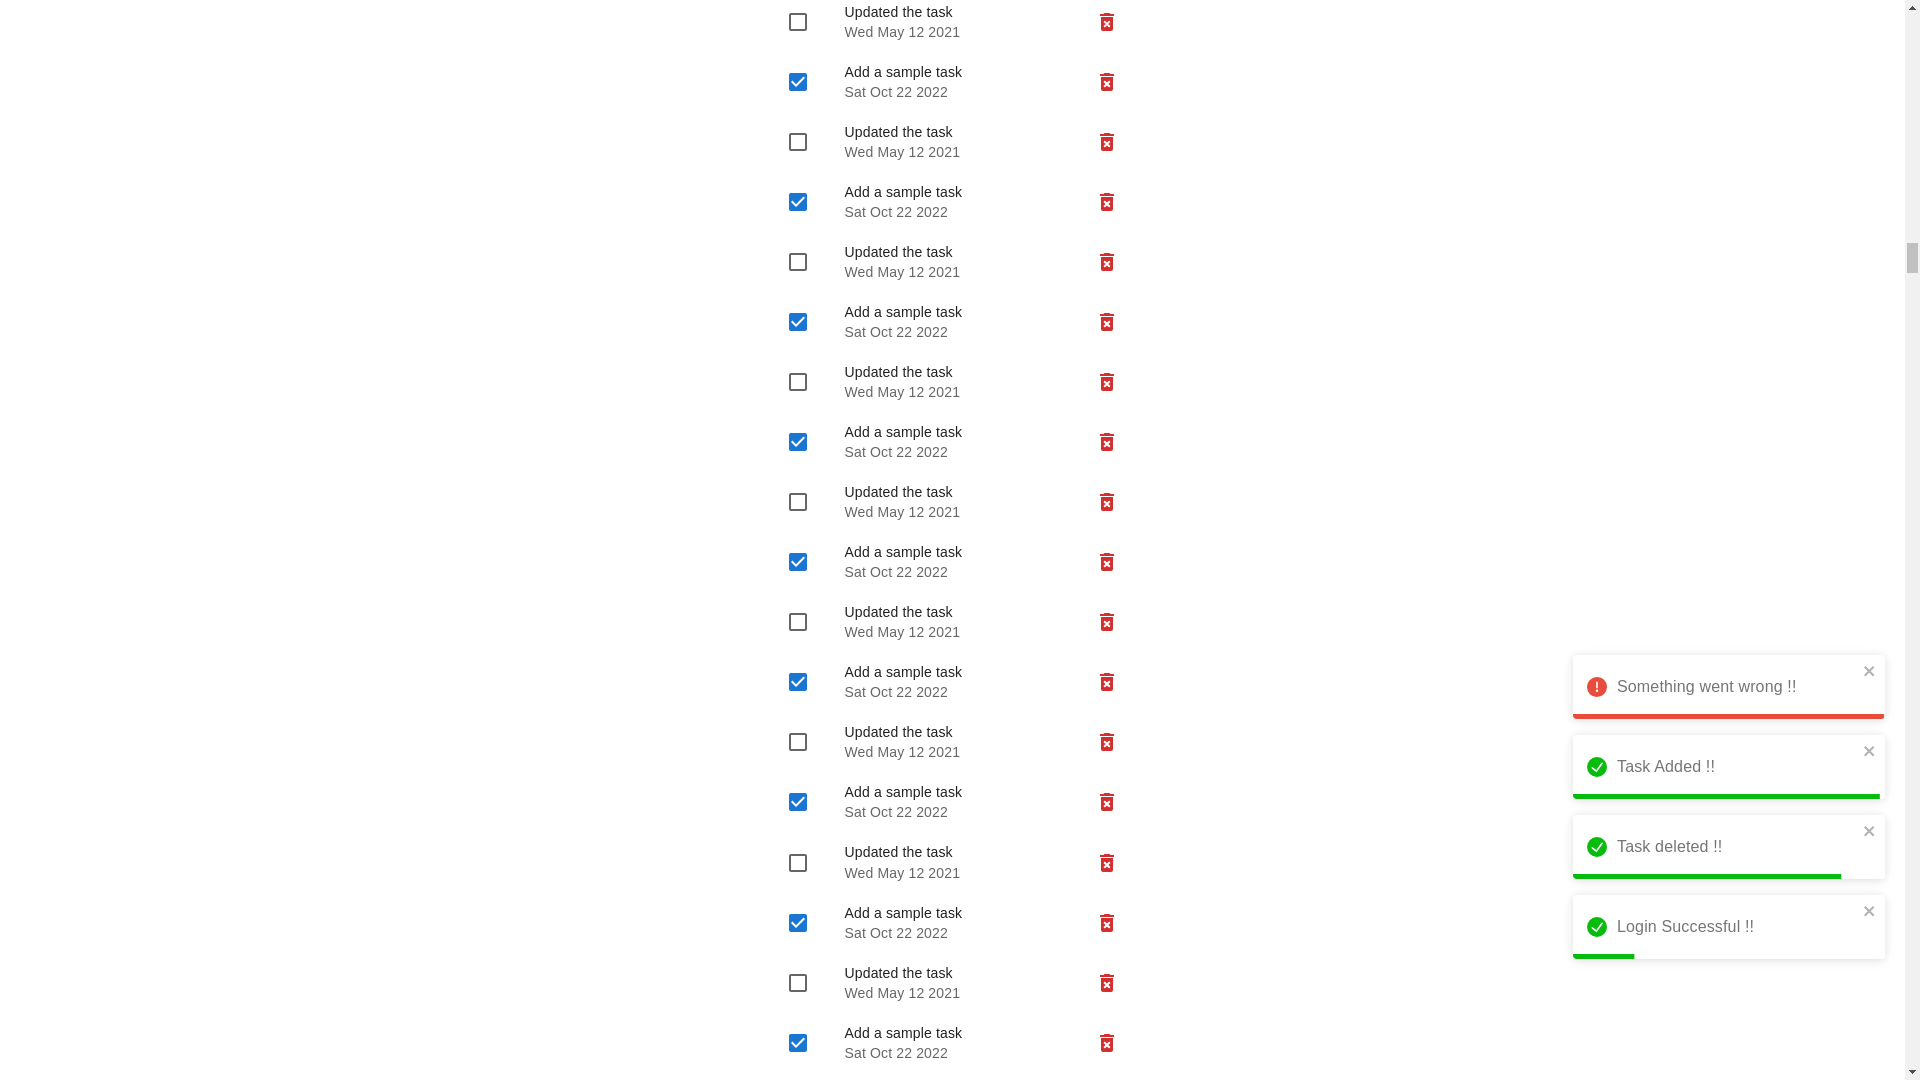 Updated the task
Wed May 12 2021
Add a sample task
Sat Oct 22 2022
Updated the task
Wed May 12 2021
Add a sample task
Sat Oct 22 2022
Updated the task
Wed May 12 2021
Add a sample task
Sat Oct 22 2022
Updated the task
Wed May 12 2021
Add a sample task
Sat Oct 22 2022
Updated the task
Wed May 12 2021
Add a sample task
Sat Oct 22 2022
Updated the task
Wed May 12 2021
Add a sample task
Sat Oct 22 2022
Updated the task
Wed May 12 2021
Add a sample task
Sat Oct 22 2022
Updated the task
Wed May 12 2021
Add a sample task
Sat Oct 22 2022
Updated the task
Wed May 12 2021
Add a sample task
Sat Oct 22 2022
Something went wrong !!
Task Added !!
Task deleted !!
Login Successful !!